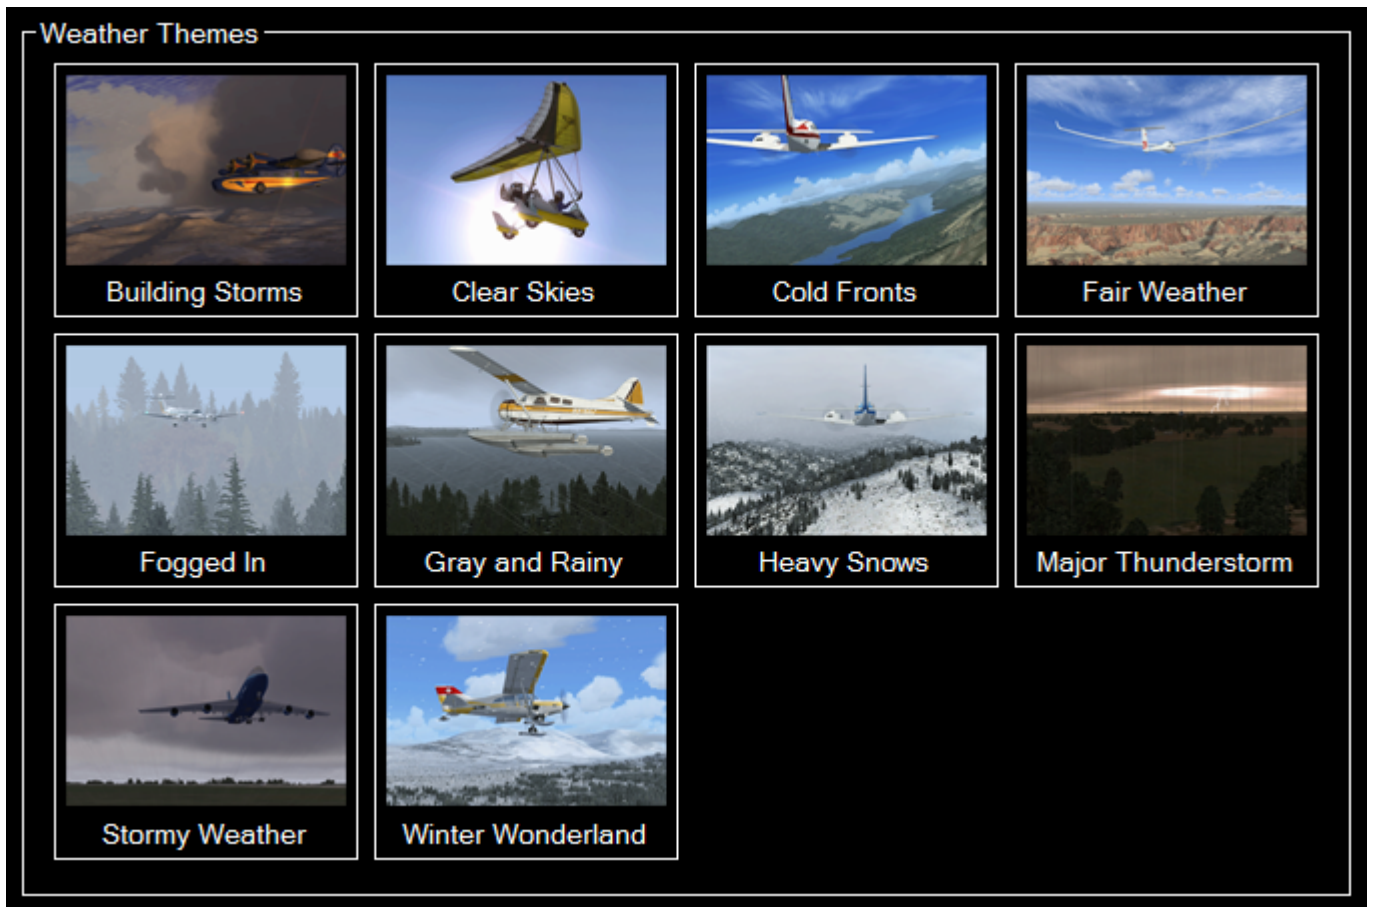 Weather Themes
Building Storms
Clear Skies
Cold Fronts
Fair Weather
Fogged In
Gray and Rainy
Heavy Snows
Major Thunderstorm
Stormy Weather
Winter Wonderland